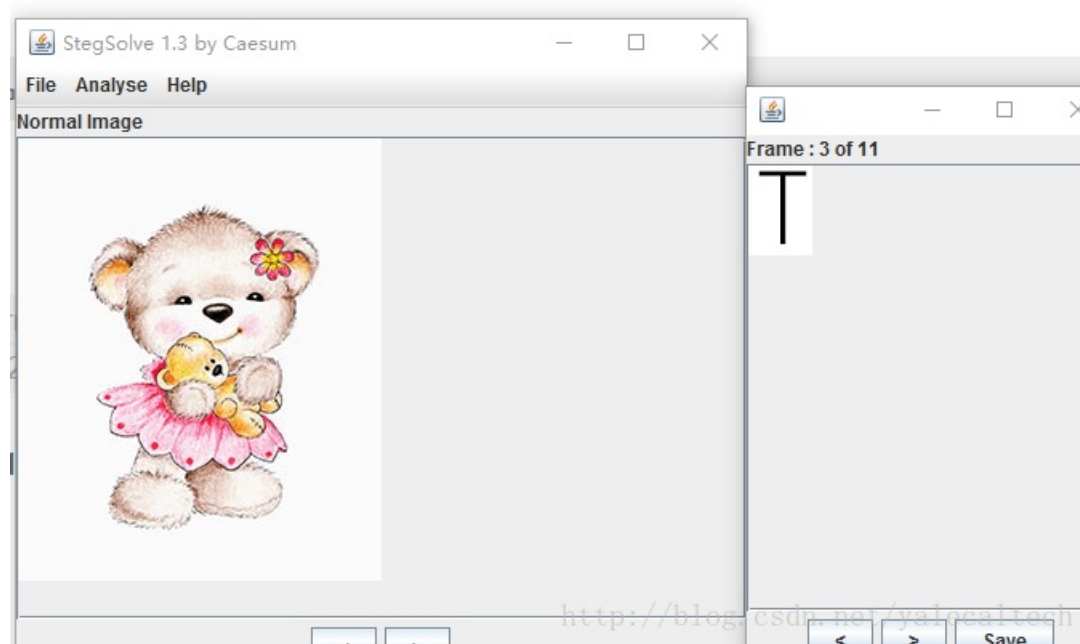 StegSolve 1.3 by Caesum
File Analyse Help
Normal Image
Frame : 3 of 11
T
http://blog.csdn.net/yalecaltech
< > Save